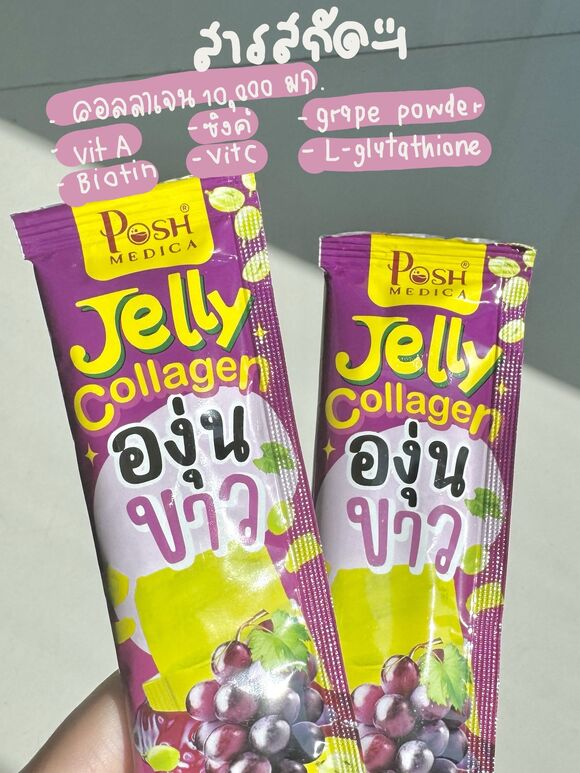 สารสกัดฯ
- คอลลาเจน 10,000 มก.
- vit A
- Biotin
- ซิงค์
- vit C
- grape powder
- L-glutathione
POSH®
MEDICA
Jelly
Collagen
องุ่น
ขาว
POSH®
MEDICA
Jelly
Collagen
องุ่น
ขาว